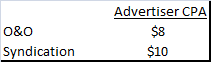 Advertiser CPA
O&O $8
Syndication $10